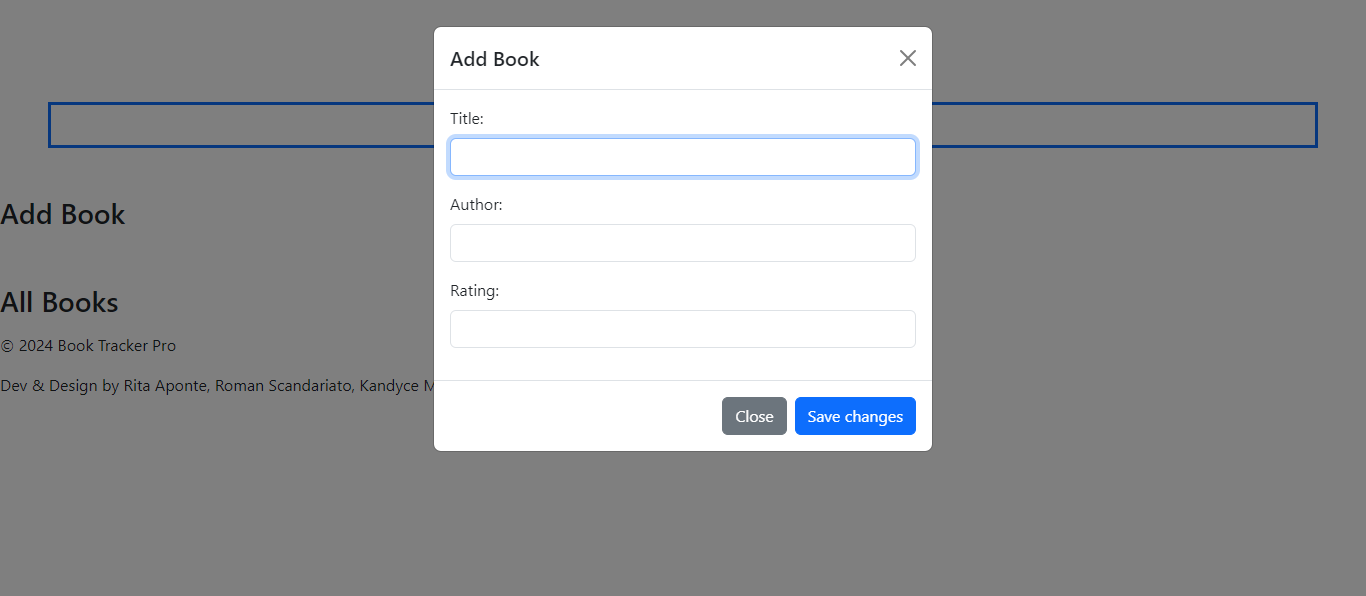 Add Book
Title:
Author:
Rating:
Close Save changes
Add Book
All Books
© 2024 Book Tracker Pro
Dev & Design by Rita Aponte, Roman Scandariato, Kandyce